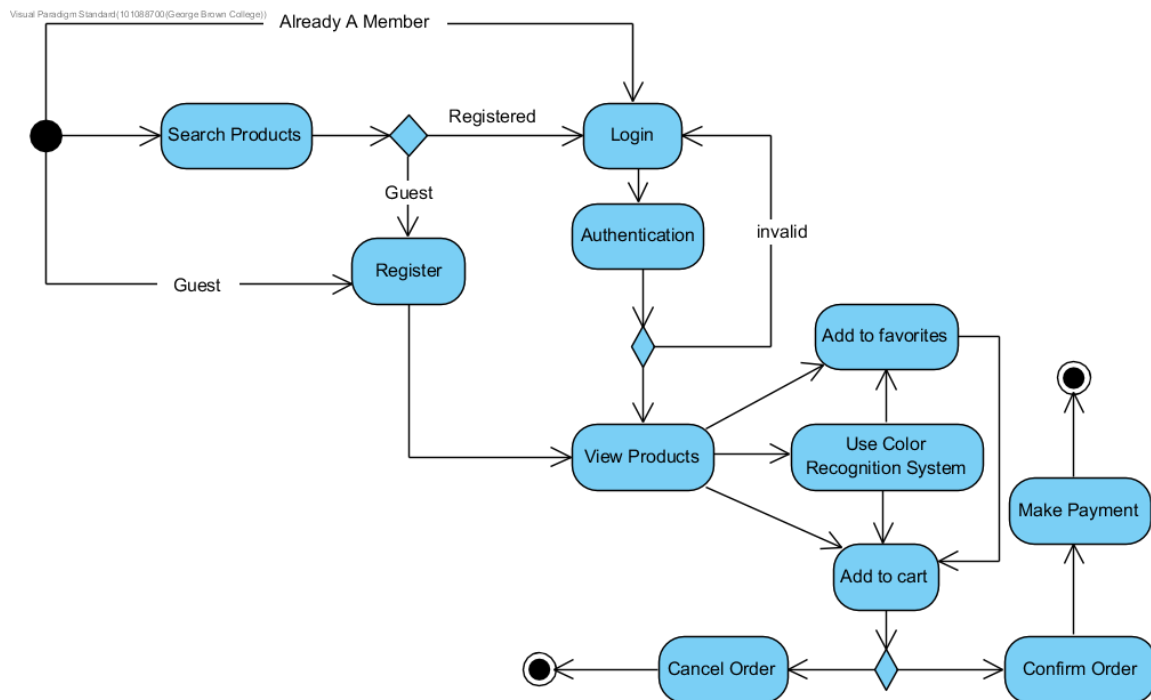 Visual Paradigm Standard(101088700(George Brown College))
Already A Member
Search Products
Registered
Login
Guest
Authentication
invalid
Register
Guest
Add to favorites
View Products
Use Color
Recognition System
Make Payment
Add to cart
Cancel Order
Confirm Order